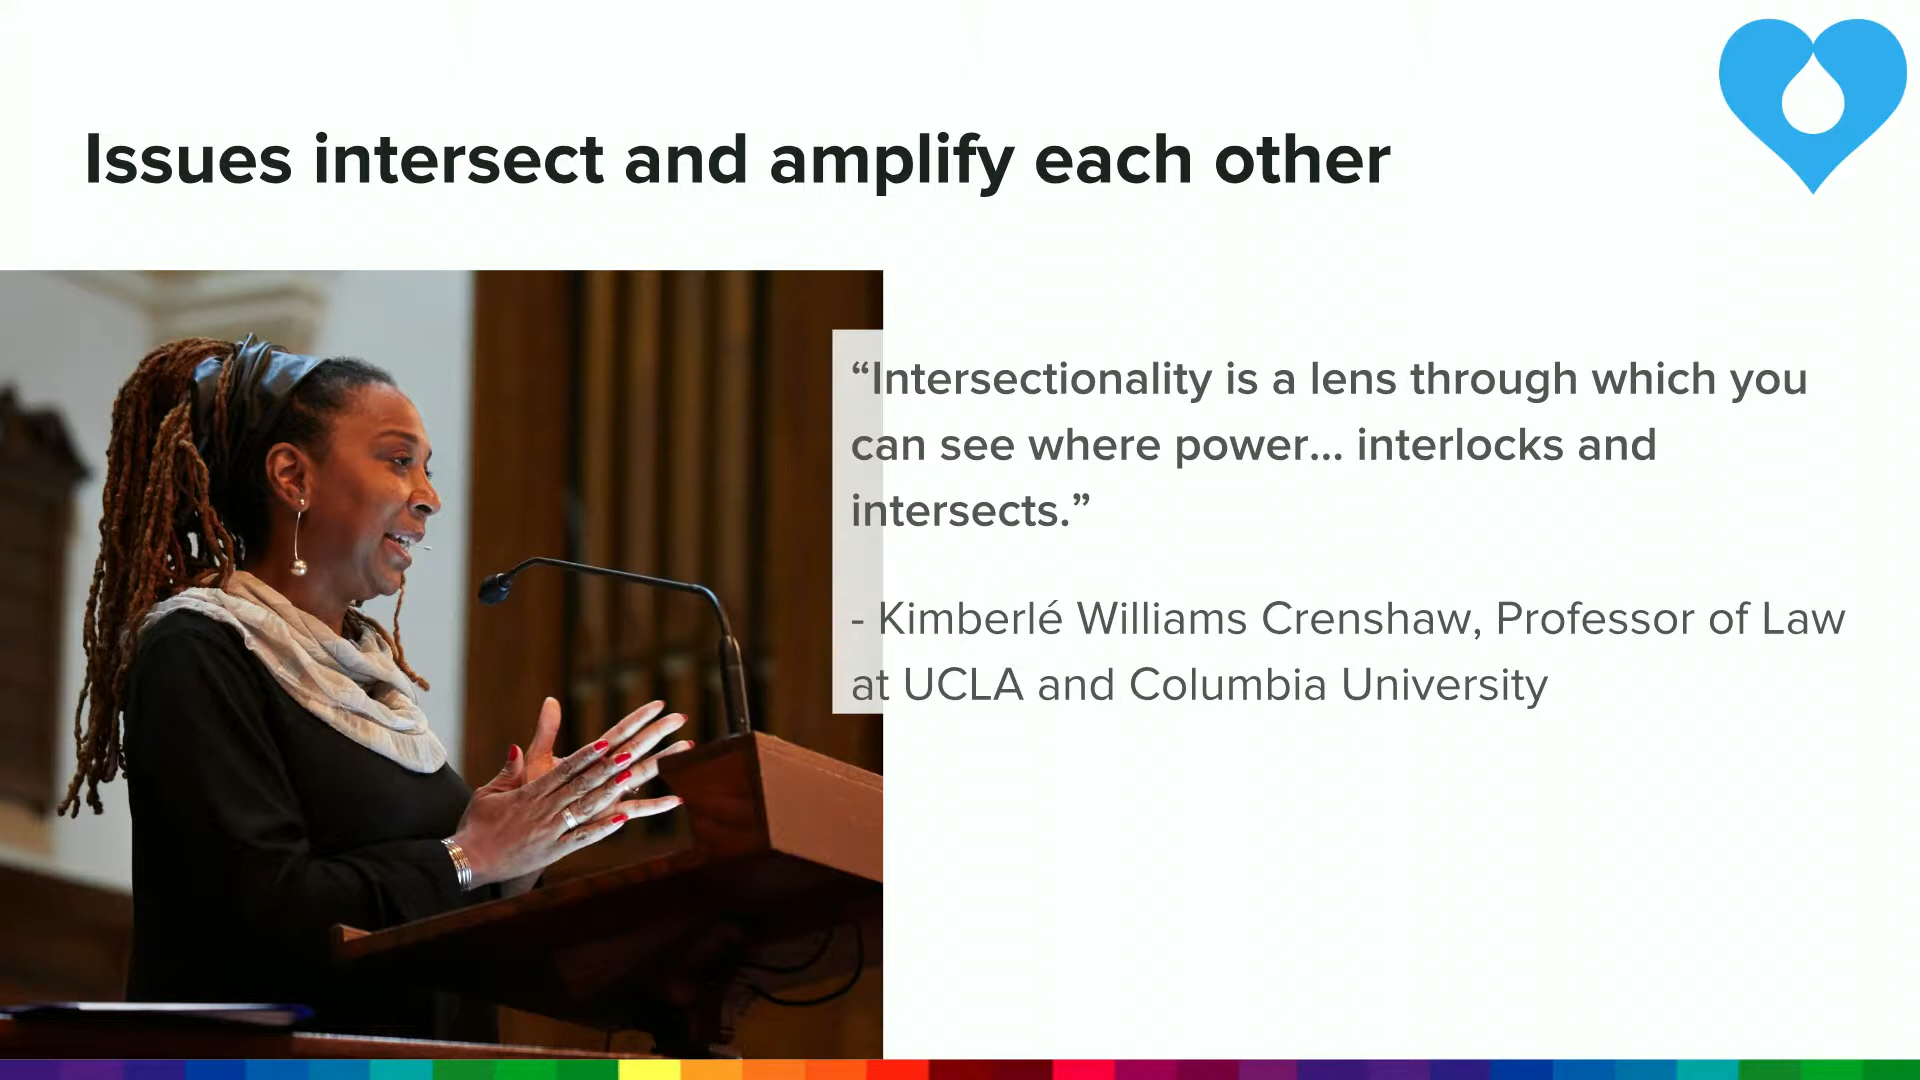 Issues intersect and amplify each other
“Intersectionality is a lens through which you
can see where power... interlocks and
intersects.”
- Kimberlé Williams Crenshaw, Professor of Law
at UCLA and Columbia University